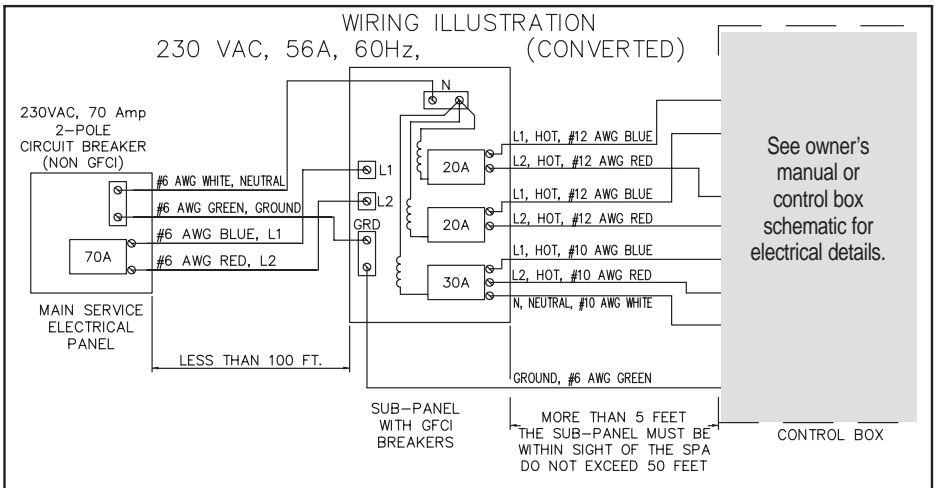 WIRING ILLUSTRATION
230 VAC, 56A, 60Hz, (CONVERTED)
230VAC, 70 Amp
2-POLE
CIRCUIT BREAKER
(NON GFCI)
#6 AWG WHITE, NEUTRAL
#6 AWG GREEN, GROUND
#6 AWG BLUE, L1
#6 AWG RED, L2
70A
MAIN SERVICE
ELECTRICAL
PANEL
LESS THAN 100 FT.
N
L1
L2
GRD
20A
20A
30A
SUB-PANEL
WITH GFCI
BREAKERS
L1, HOT, #12 AWG BLUE
L2, HOT, #12 AWG RED
L1, HOT, #12 AWG BLUE
L2, HOT, #12 AWG RED
L1, HOT, #10 AWG BLUE
L2, HOT, #10 AWG RED
N, NEUTRAL, #10 AWG WHITE
GROUND, #6 AWG GREEN
MORE THAN 5 FEET
THE SUB-PANEL MUST BE
WITHIN SIGHT OF THE SPA
DO NOT EXCEED 50 FEET
See owner's
manual or
control box
schematic for
electrical details.
CONTROL BOX